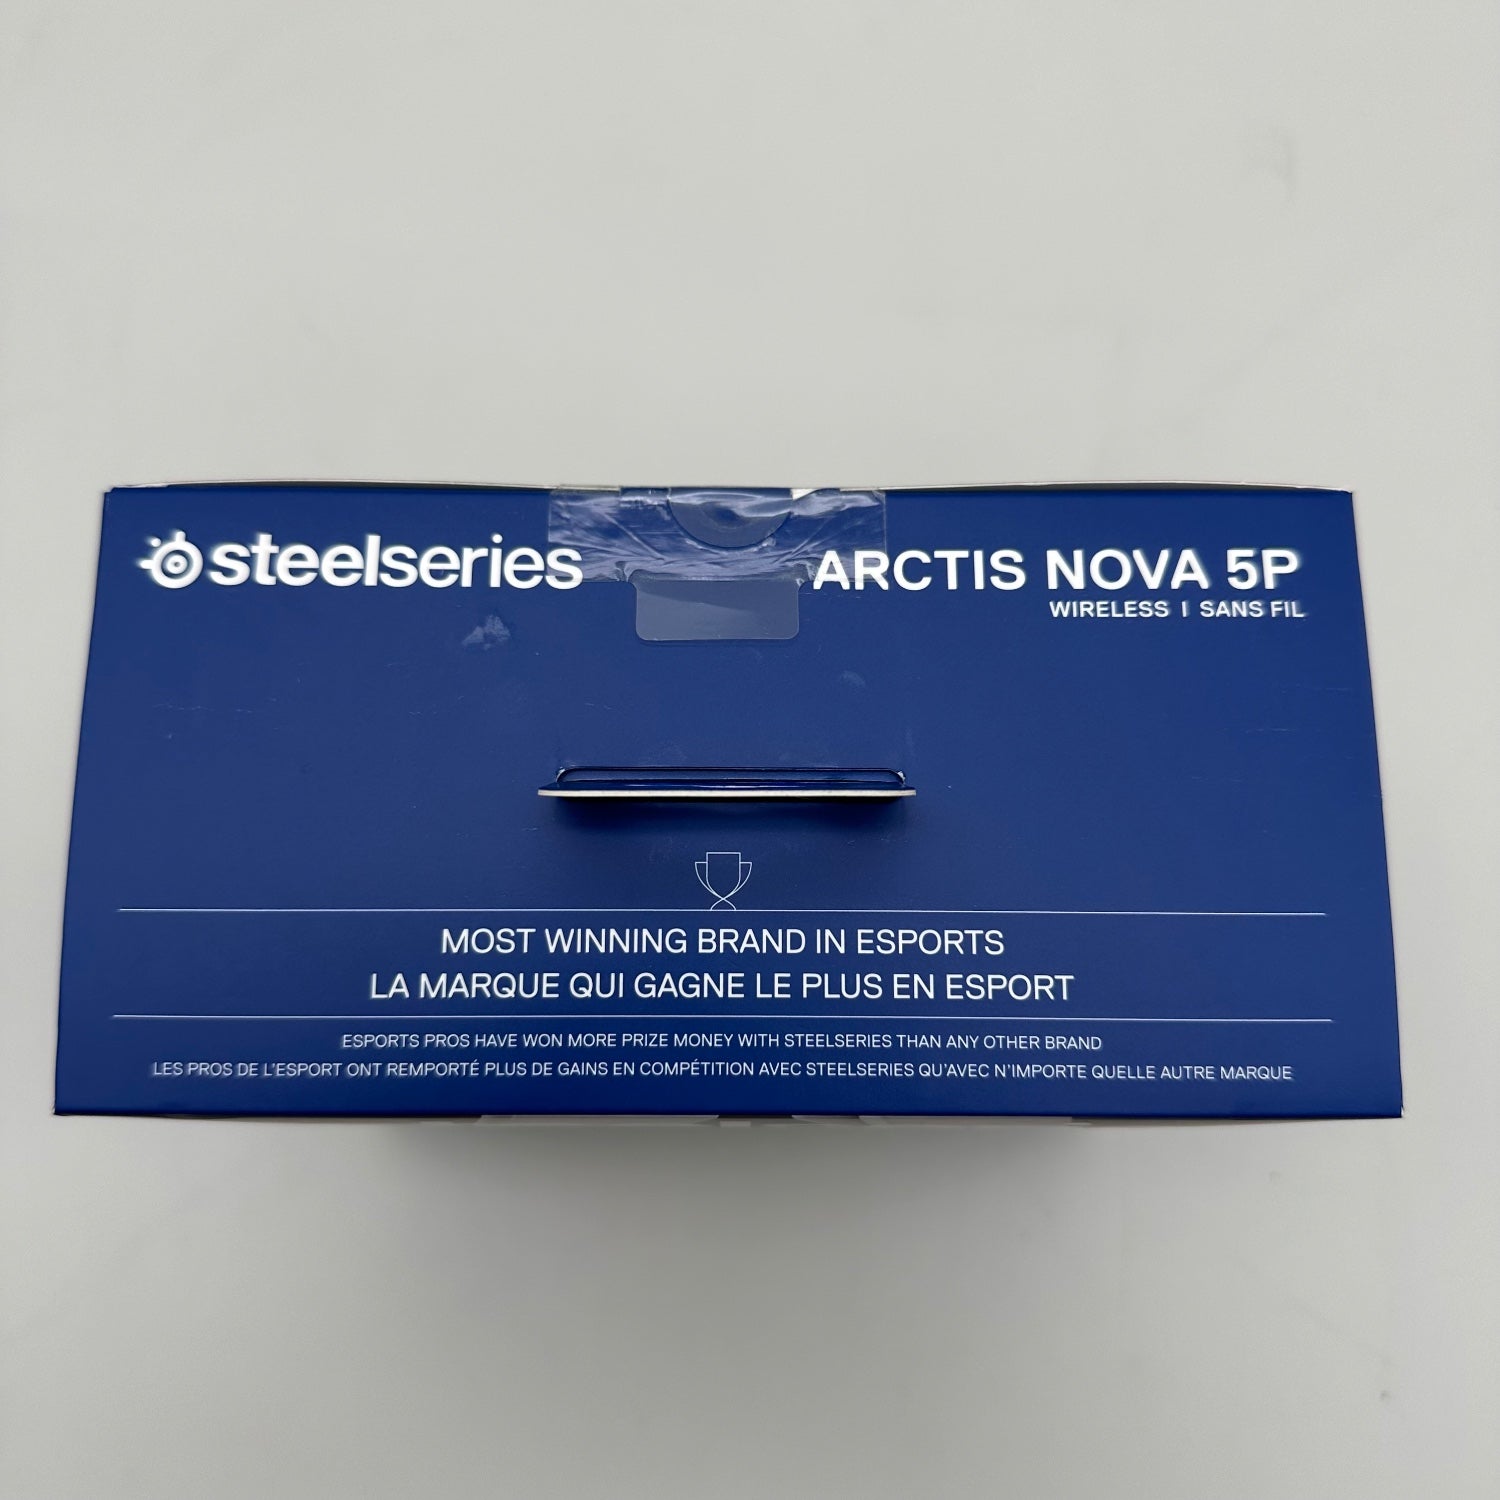 steelseries
ARCTIS NOVA 5P
WIRELESS | SANS FIL
MOST WINNING BRAND IN ESPORTS
LA MARQUE QUI GAGNE LE PLUS EN ESPORT
ESPORTS PROS HAVE WON MORE PRIZE MONEY WITH STEELSERIES THAN ANY OTHER BRAND
LES PROS DE L'ESPORT ONT REMPORTÉ PLUS DE GAINS EN COMPÉTITION AVEC STEELSERIES QU'AVEC N'IMPORTE QUELLE AUTRE MARQUE